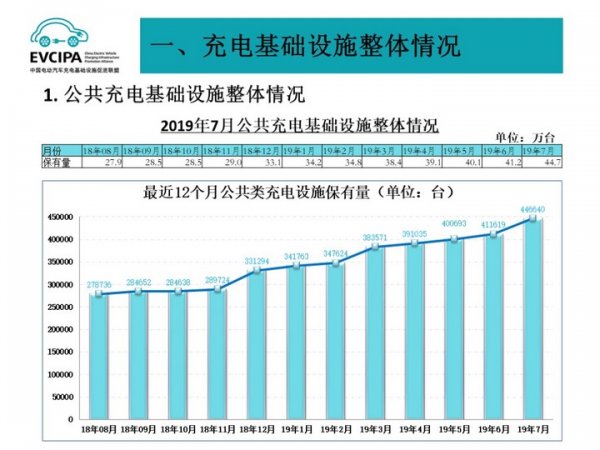 一、充电基础设施整体情况
EVCIPA
China Electric Vehicle
Charging Infrastructure
Promotion Alliance
中国电动汽车充电基础设施促进联盟
1. 公共充电基础设施整体情况
2019年7月公共充电基础设施整体情况
单位：万台
月份 18年08月 18年09月 18年10月 18年11月 18年12月 19年1月 19年2月 19年3月 19年4月 19年5月 19年6月 19年7月
保有量 27.9 28.5 28.5 29.0 33.1 34.2 34.8 38.4 39.1 40.1 41.2 44.7
最近12个月公共类充电设施保有量（单位：台）
450000
400000
350000
300000
250000
200000
150000
100000
50000
0
278736 284652 284638 289724 331294 341763 347624 383571 391035 400693 411619 446640
18年08月 18年09月 18年10月 18年11月 18年12月 19年1月 19年2月 19年3月 19年4月 19年5月 19年6月 19年7月